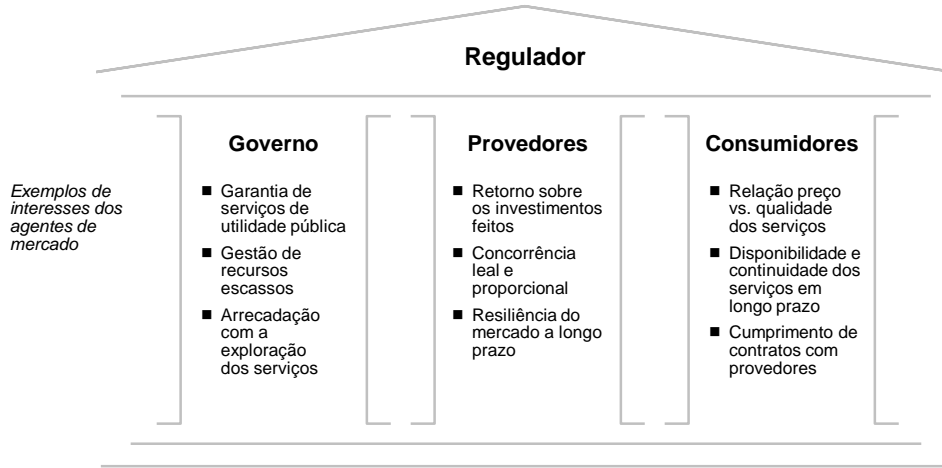 Regulador
Exemplos de
interesses dos
agentes de
mercado
Governo
■ Garantia de
serviços de
utilidade pública
■ Gestão de
recursos
escassos
■ Arrecadação
com a
exploração
dos serviços
Provedores
■ Retorno sobre
os investimentos
feitos
■ Concorrência
leal e
proporcional
■ Resiliência do
mercado a longo
prazo
Consumidores
■ Relação preço
vs. qualidade
dos serviços
■ Disponibilidade e
continuidade dos
serviços em
longo prazo
■ Cumprimento de
contratos com
provedores